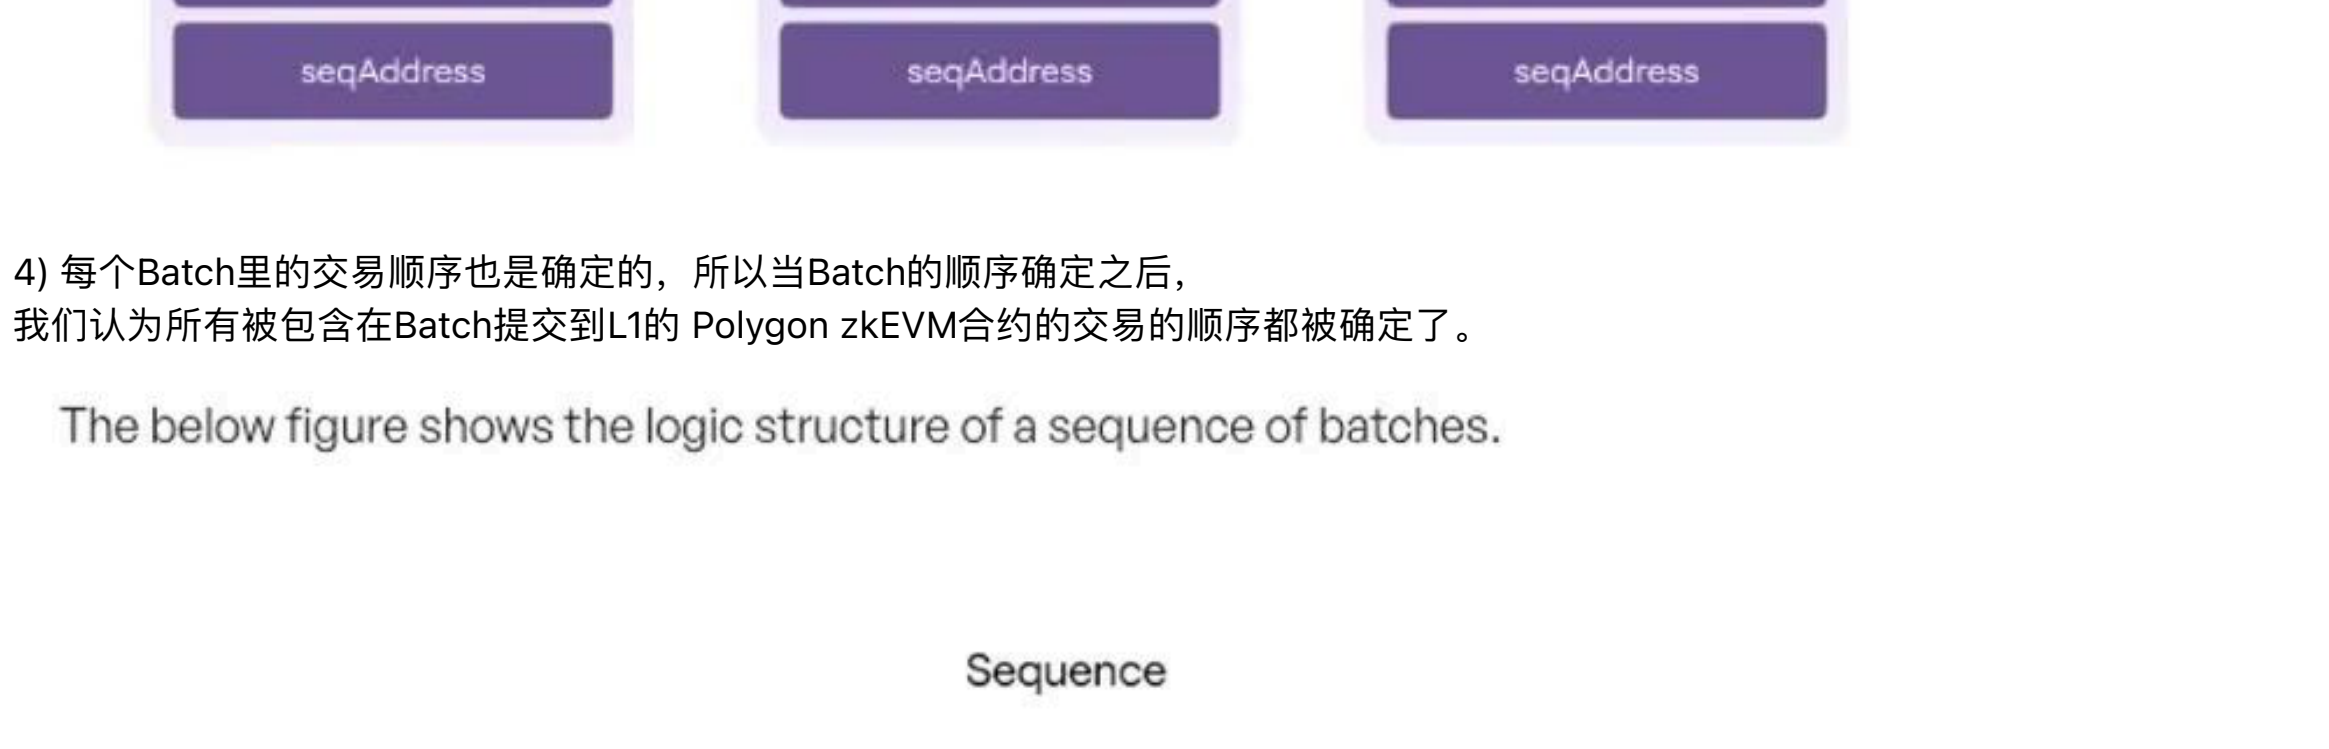 seqAddress
seqAddress
seqAddress
4) 每个Batch里的交易顺序也是确定的，所以当Batch的顺序确定之后，
我们认为所有被包含在Batch提交到L1的 Polygon zkEVM合约的交易的顺序都被确定了。
The below figure shows the logic structure of a sequence of batches.
Sequence